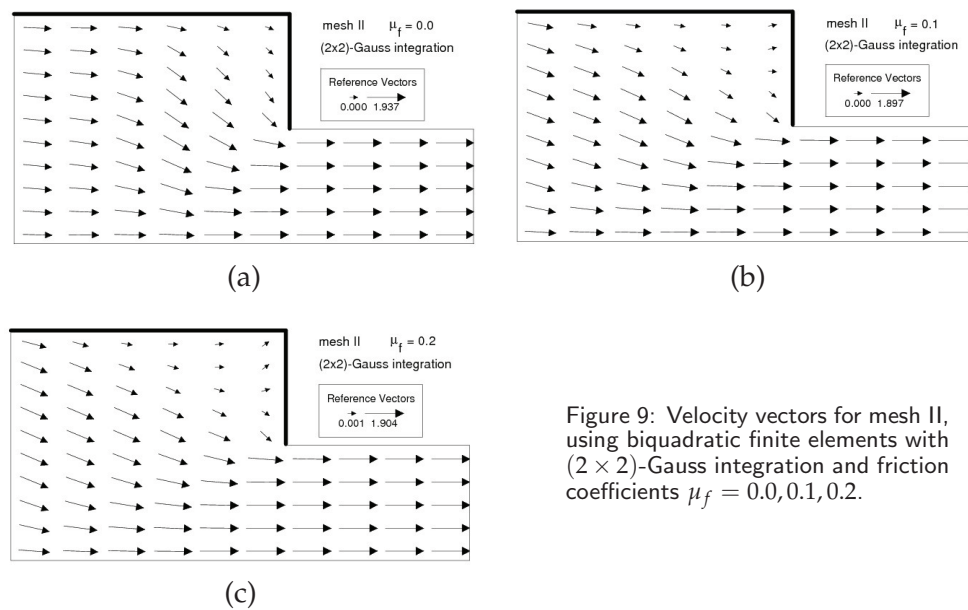 mesh II μf = 0.0
(2x2)-Gauss integration
Reference Vectors
0.000 1.937
(a)
mesh II μf = 0.1
(2x2)-Gauss integration
Reference Vectors
0.000 1.897
(b)
mesh II μf = 0.2
(2x2)-Gauss integration
Reference Vectors
0.001 1.904
(c)
Figure 9: Velocity vectors for mesh II,
using biquadratic finite elements with
(2 × 2)-Gauss integration and friction
coefficients μf = 0.0, 0.1, 0.2.